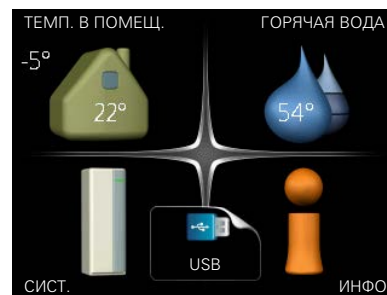 ТЕМП. В ПОМЕЩ.
ГОРЯЧАЯ ВОДА
-5°
22°
54°
USB
СИСТ.
ИНФО